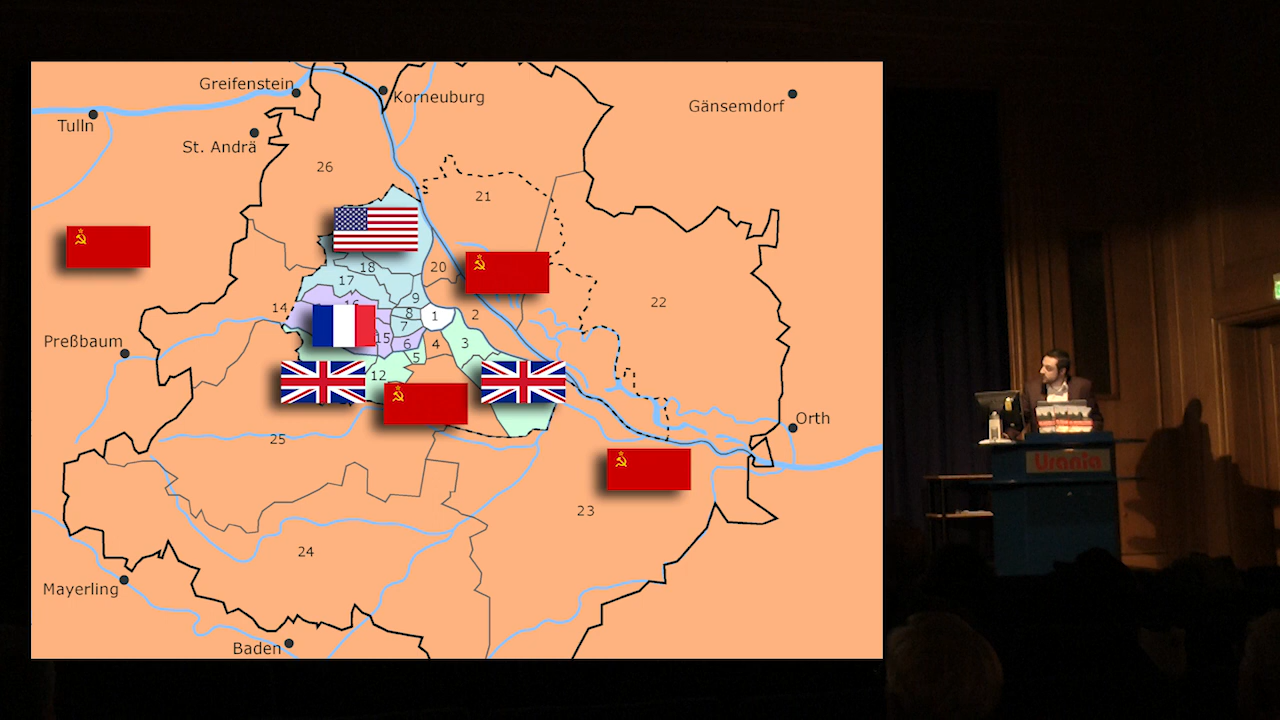 Greifenstein
Korneuburg
Gänsemdorf
Tulln
St. Andrä
26
21
18
20
17
9
22
14
16
8
1
2
7
15
6
4
3
5
Preßbaum
12
Orth
25
Urania
23
24
Mayerling
Baden